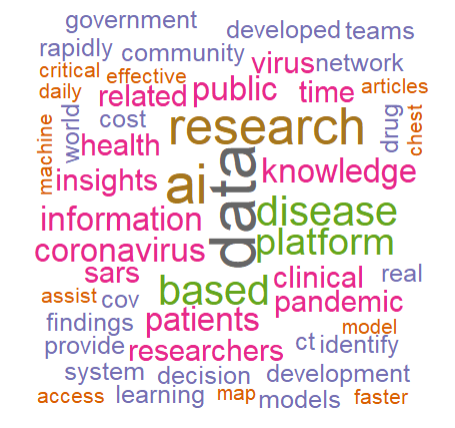 government
developed teams
rapidly community virus network
critical effective
daily related public time articles
machine world cost research drug chest
health
insights ai data knowledge
information disease
coronavirus platform
sars clinical real
assist cov based pandemic
findings patients model
provide researchers ct identify
system decision development
access learning map models faster